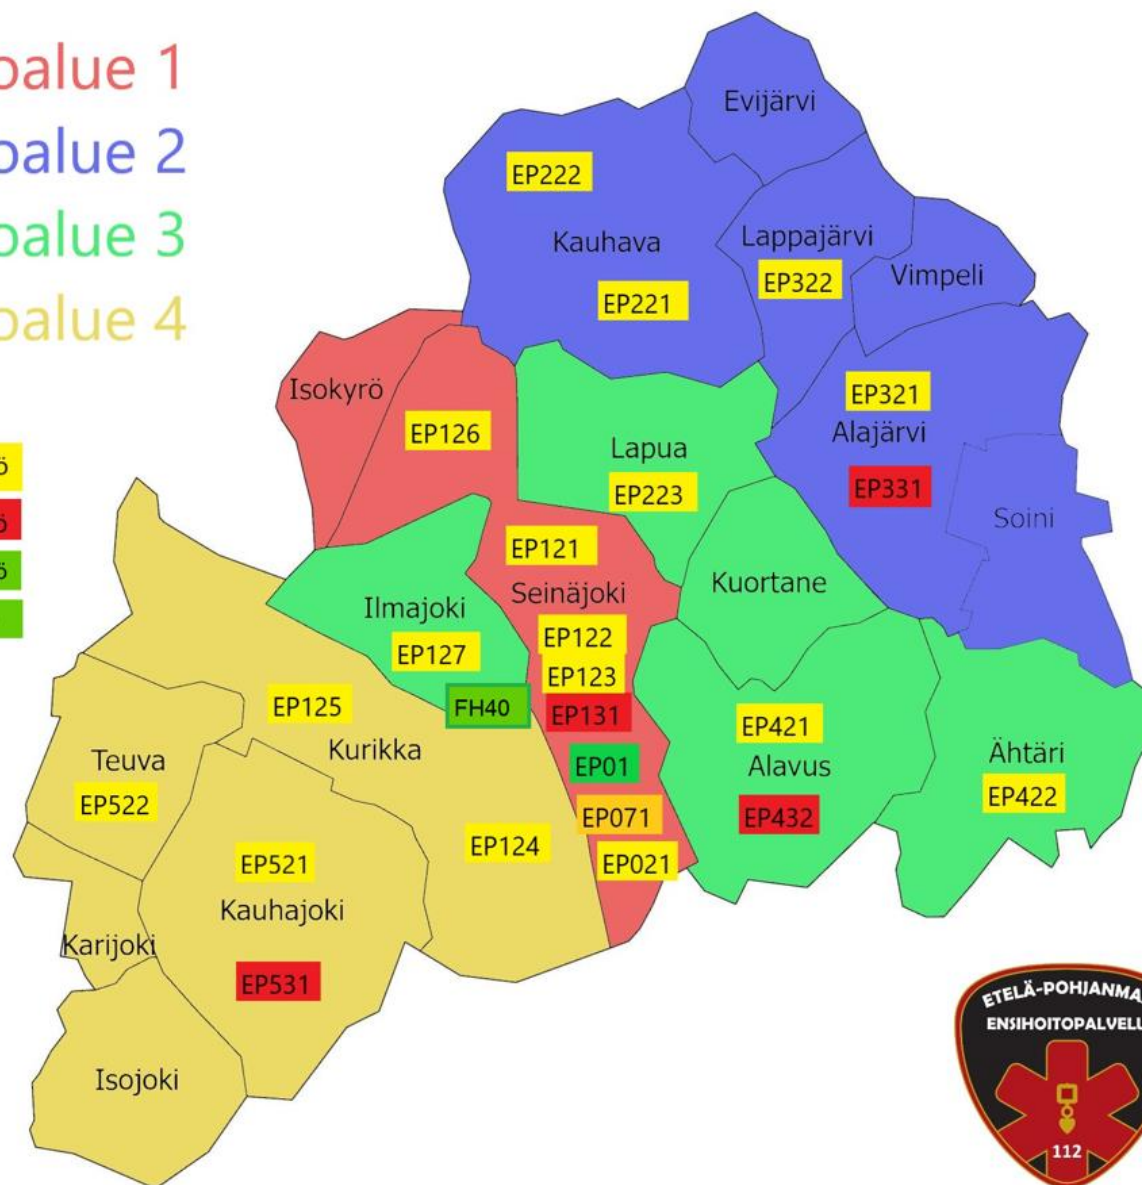 palue 1
palue 2
palue 3
palue 4
Evijärvi
EP222
Kauhava
Lappajärvi
Vimpeli
EP322
EP221
Isokyrö
EP321
EP126
Alajärvi
Lapua
EP331
EP223
Soini
EP121
Kuortane
Seinäjoki
Ilmajoki
EP122
EP127
EP123
FH40
EP131
EP125
EP421
Kurikka
Teuva
EP01
Alavus
Ähtäri
EP522
EP422
EP071
EP432
EP124
EP521
EP021
Kauhajoki
Karijoki
EP531
Isojoki
ETELÄ-POHJANMA
ENSIHOITOPALVELU
112